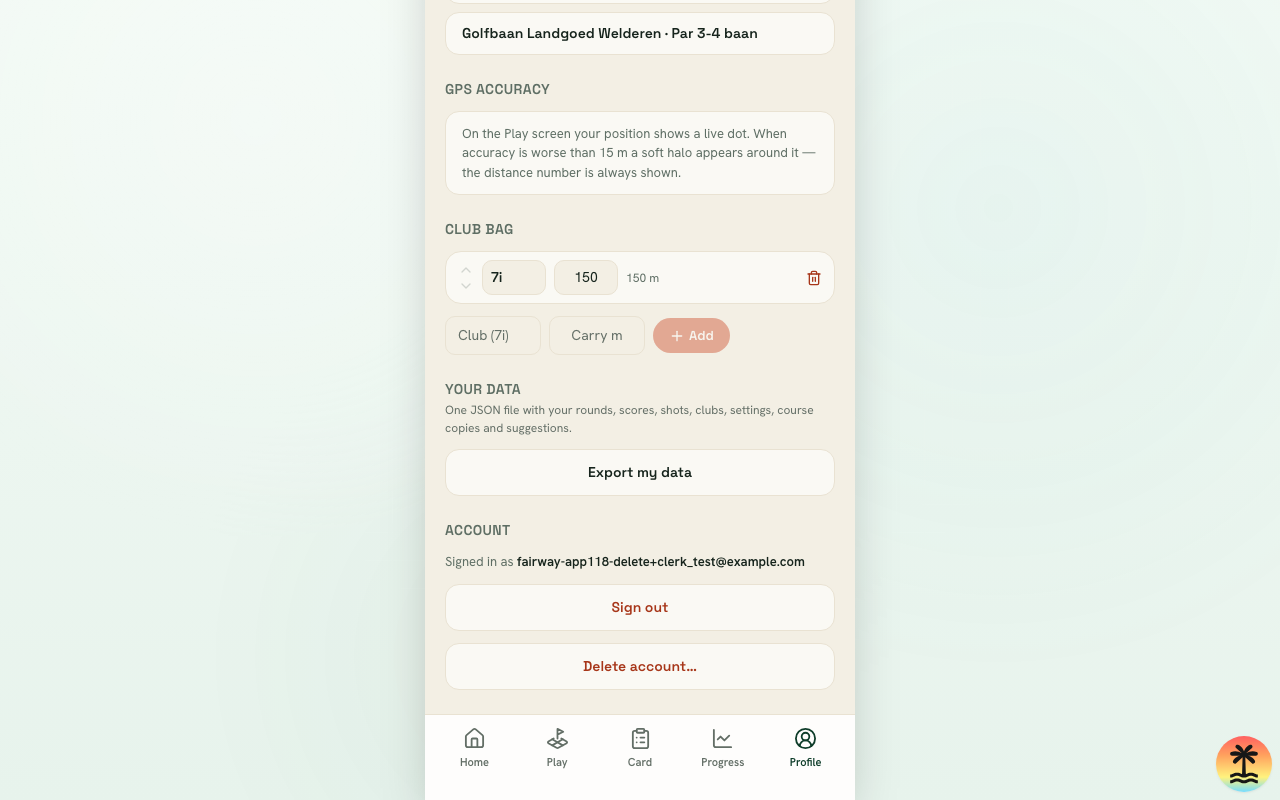 Golfbaan Landgoed Welderen · Par 3-4 baan
GPS ACCURACY
On the Play screen your position shows a live dot. When
accuracy is worse than 15 m a soft halo appears around it —
the distance number is always shown.
CLUB BAG
7i 150 150 m
Club (7i) Carry m + Add
YOUR DATA
One JSON file with your rounds, scores, shots, clubs, settings, course
copies and suggestions.
Export my data
ACCOUNT
Signed in as fairway-app118-delete+clerk_test@example.com
Sign out
Delete account...
Home Play Card Progress Profile